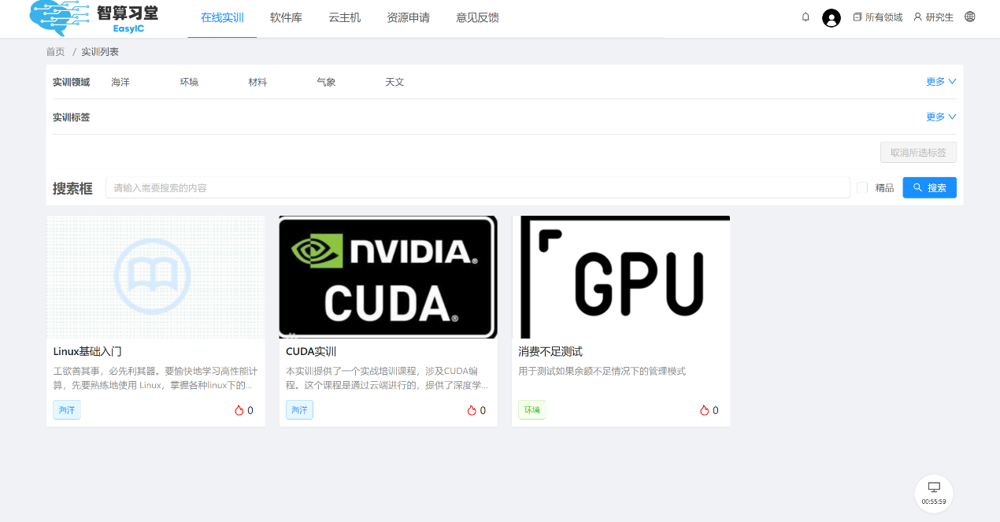 智算习堂
EasyIC
在线实训 软件库 云主机 资源申请 意见反馈
所有领域 研究生
首页 / 实训列表
实训领域 海洋 环境 材料 气象 天文 更多
实训标签 更多
取消所选标签
搜索框 请输入需要搜索的内容 精品 搜索
NVIDIA®
CUDA®
GPU
Linux基础入门
工欲善其事，必先利其器。要愉快地学习高性能计
算，先要熟练地使用 Linux，掌握各种linux下的...
海洋 0
CUDA实训
本实训提供了一个实战培训课程，涉及CUDA编
程。这个课程是通过云端进行的，提供了深度学...
海洋 0
消费不足测试
用于测试如果余额不足情况下的管理模式
环境 0
00:55:59